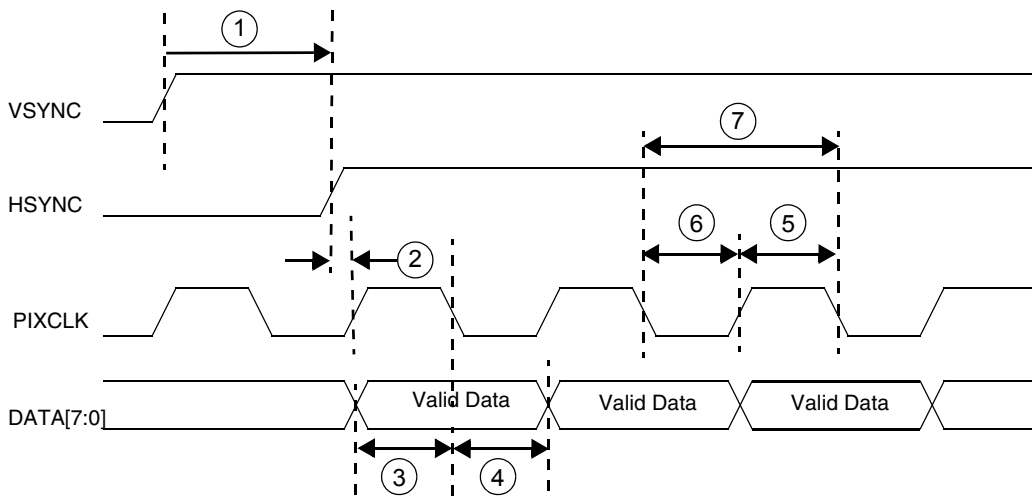 1
VSYNC
7
HSYNC
6
5
2
PIXCLK
Valid Data
Valid Data
Valid Data
DATA[7:0]
3
4